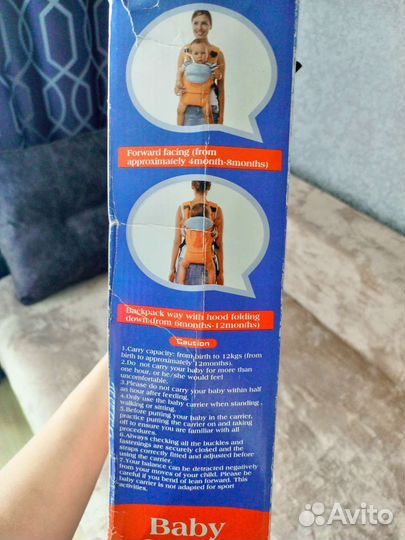 Forward facing (from
approximately 4month-8months)
Backpack way with hood folding
down(from-6months-12months)
Caution
1.Carry capacity: from birth to 12kgs (from
birth to approximately 12months).
2.Do not carry your baby for more than
one hour, or he/she would feel
uncomfortable.
3.Please do not carry your baby within half
an hour after feeding.
4.Only use the baby carrier when standing ,
walking or sitting.
5.Before putting your baby in the carrier,
practice putting the carrier on and taking
off to ensure you are familiar with all
procedures.
6.Always checking all the buckles and
fastenings are securely closed and the
straps correctly fitted and adjusted before
using the carrier.
7.Your balance can be detracted negatively
from your moves of your child. Please be
careful if you bend of lean forward. This
baby carrier is not adapted for sport
activities.
Baby
Avito